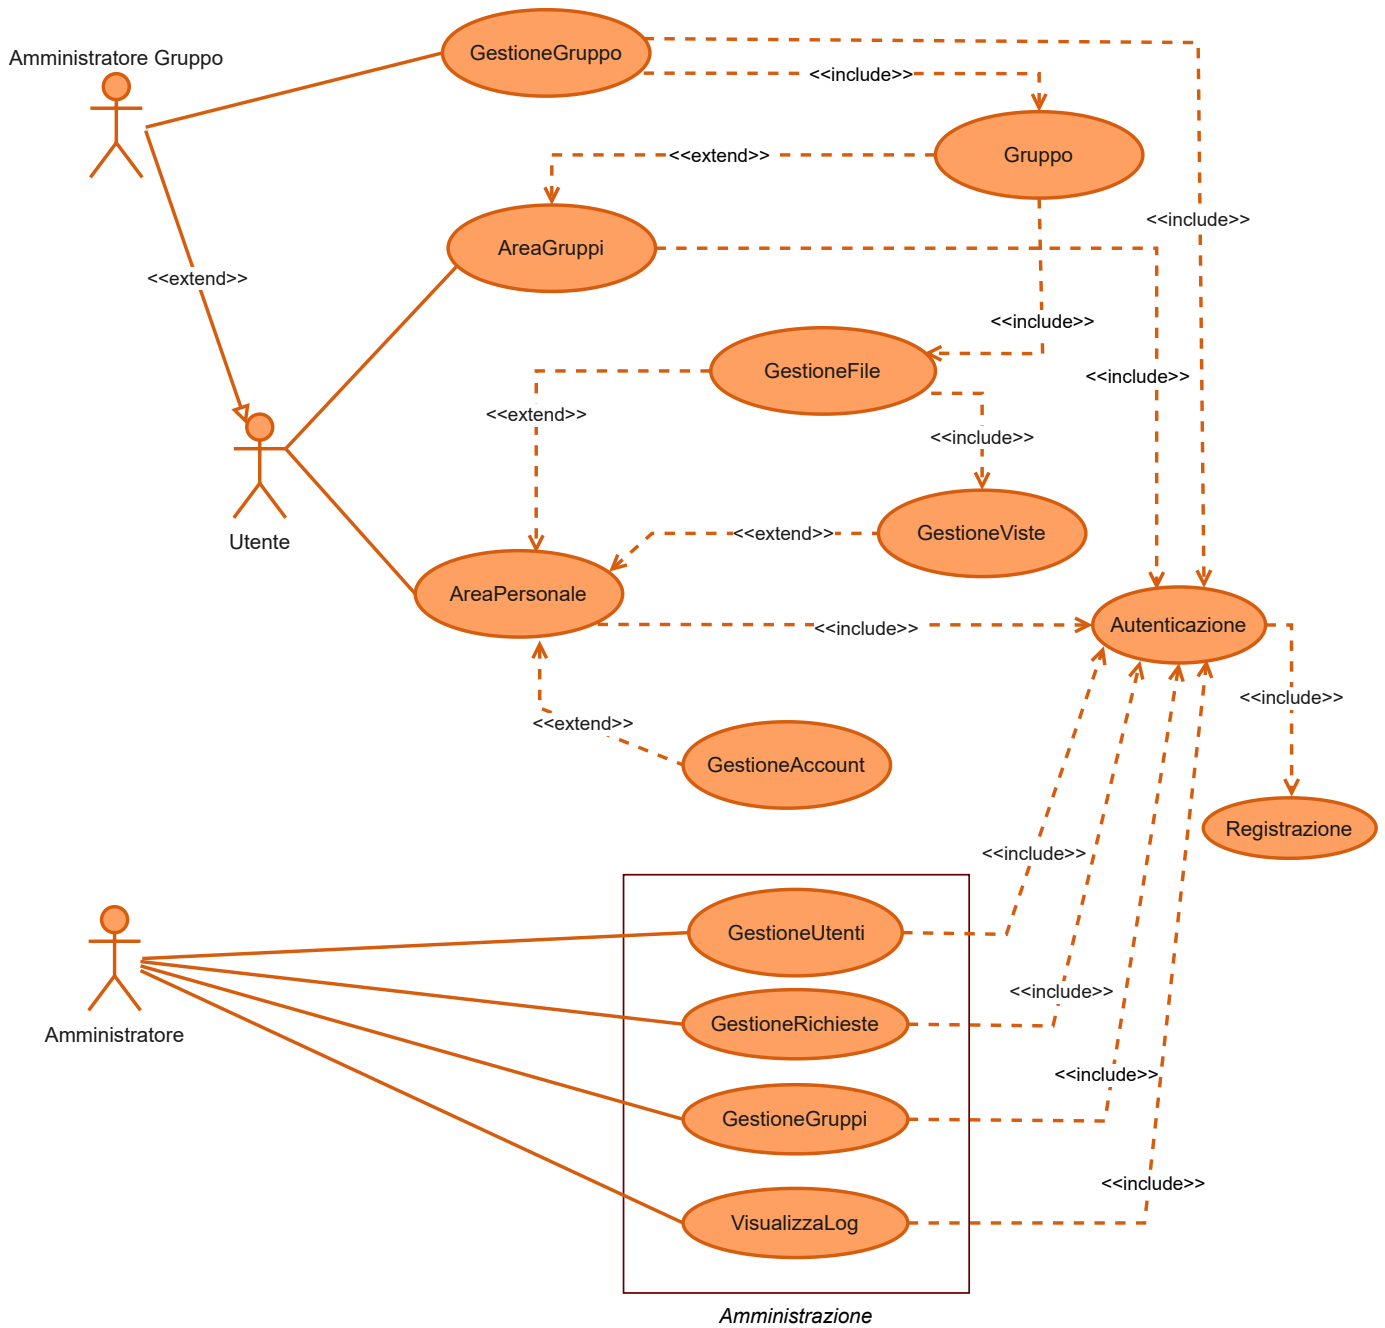 GestioneGruppo
Amministratore Gruppo
<<include>>
Gruppo
<<extend>>
<<include>>
AreaGruppi
<<extend>>
<<include>>
GestioneFile
<<include>>
<<extend>>
<<include>>
Utente
GestioneViste
<<extend>>
AreaPersonale
<<include>>
Autenticazione
<<include>>
<<extend>>
GestioneAccount
Registrazione
<<include>>
GestioneUtenti
<<include>>
GestioneRichieste
Amministratore
<<include>>
GestioneGruppi
<<include>>
VisualizzaLog
Amministrazione